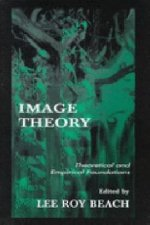 IMAGE
THEORY
Theoretical and
Empirical Foundations
Edited by
LEE ROY BEACH